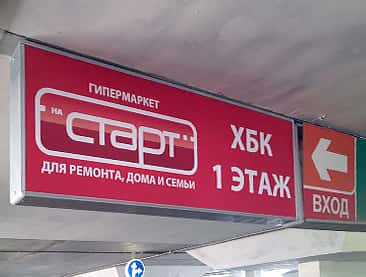 ГИПЕРМАРКЕТ
НА
СТАРТ
ДЛЯ РЕМОНТА, ДОМА И СЕМЬИ
ХБК
1 ЭТАЖ
ВХОД